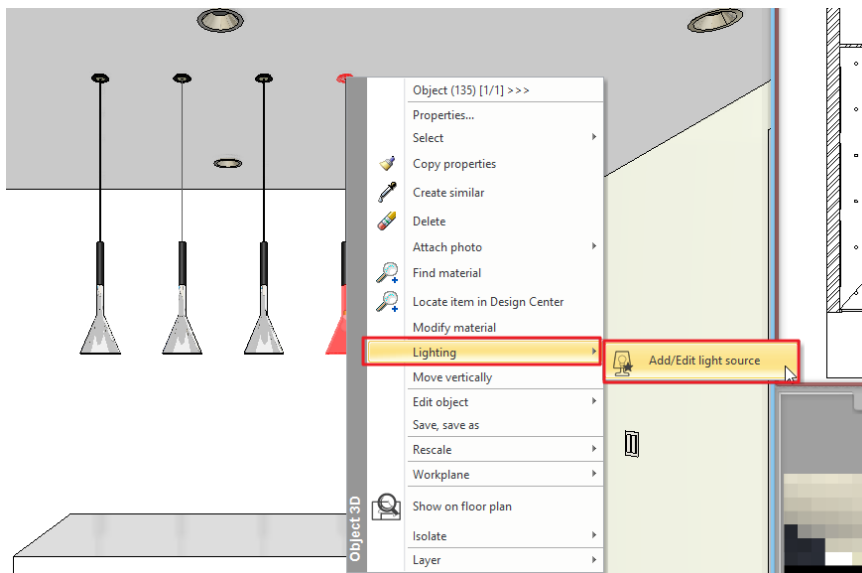 Object (135) [1/1] >>>
Properties...
Select
Copy properties
Create similar
Delete
Attach photo
Find material
Locate item in Design Center
Modify material
Lighting
Add/Edit light source
Move vertically
Edit object
Save, save as
Rescale
Workplane
Show on floor plan
Isolate
Layer
Object 3D